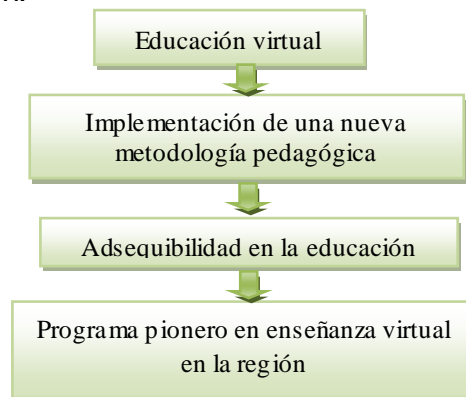 Educación virtual
Implementación de una nueva
metodología pedagógica
Adsequibilidad en la educación
Programa pionero en enseñanza virtual
en la región